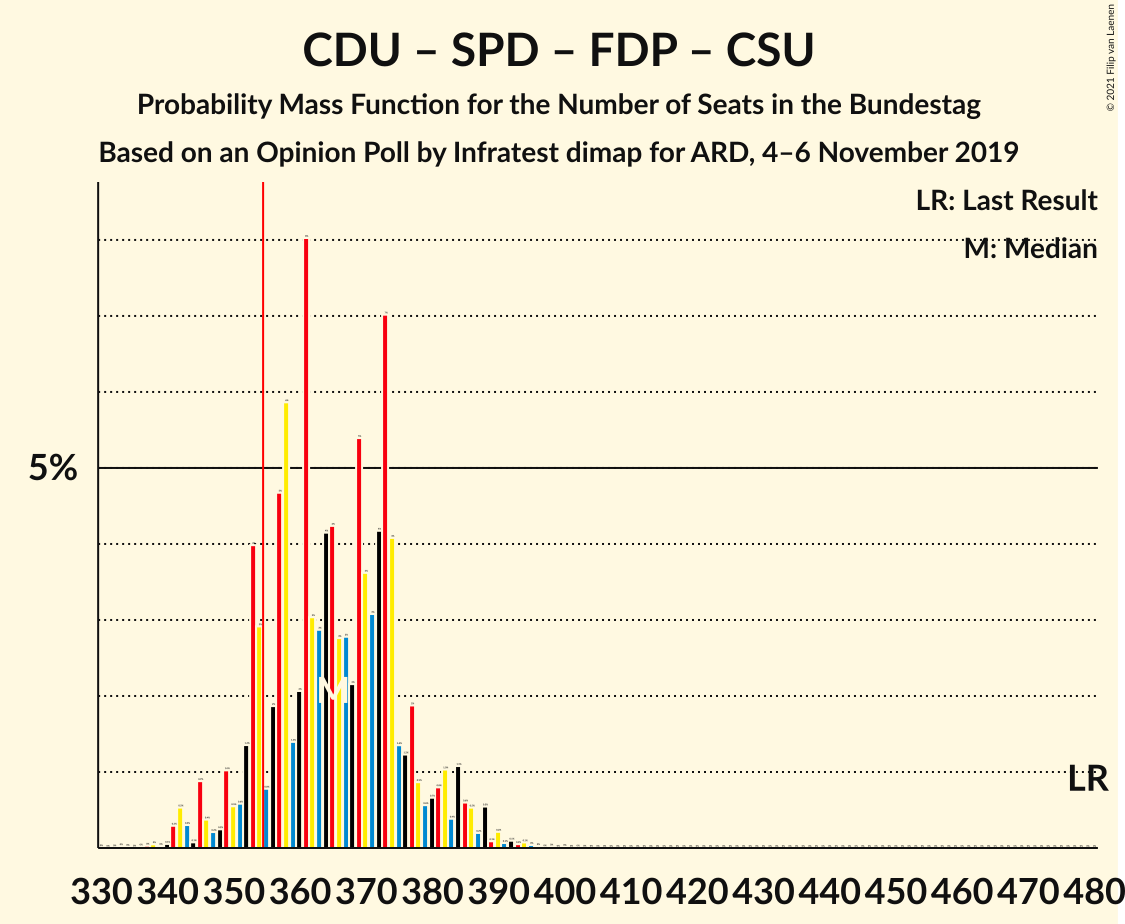 CDU – SPD – FDP – CSU
Probability Mass Function for the Number of Seats in the Bundestag
Based on an Opinion Poll by Infratest dimap for ARD, 4–6 November 2019
© 2021 Filip van Laenen
LR: Last Result
M: Median
5%
M
LR
330 340 350 360 370 380 390 400 410 420 430 440 450 460 470 480